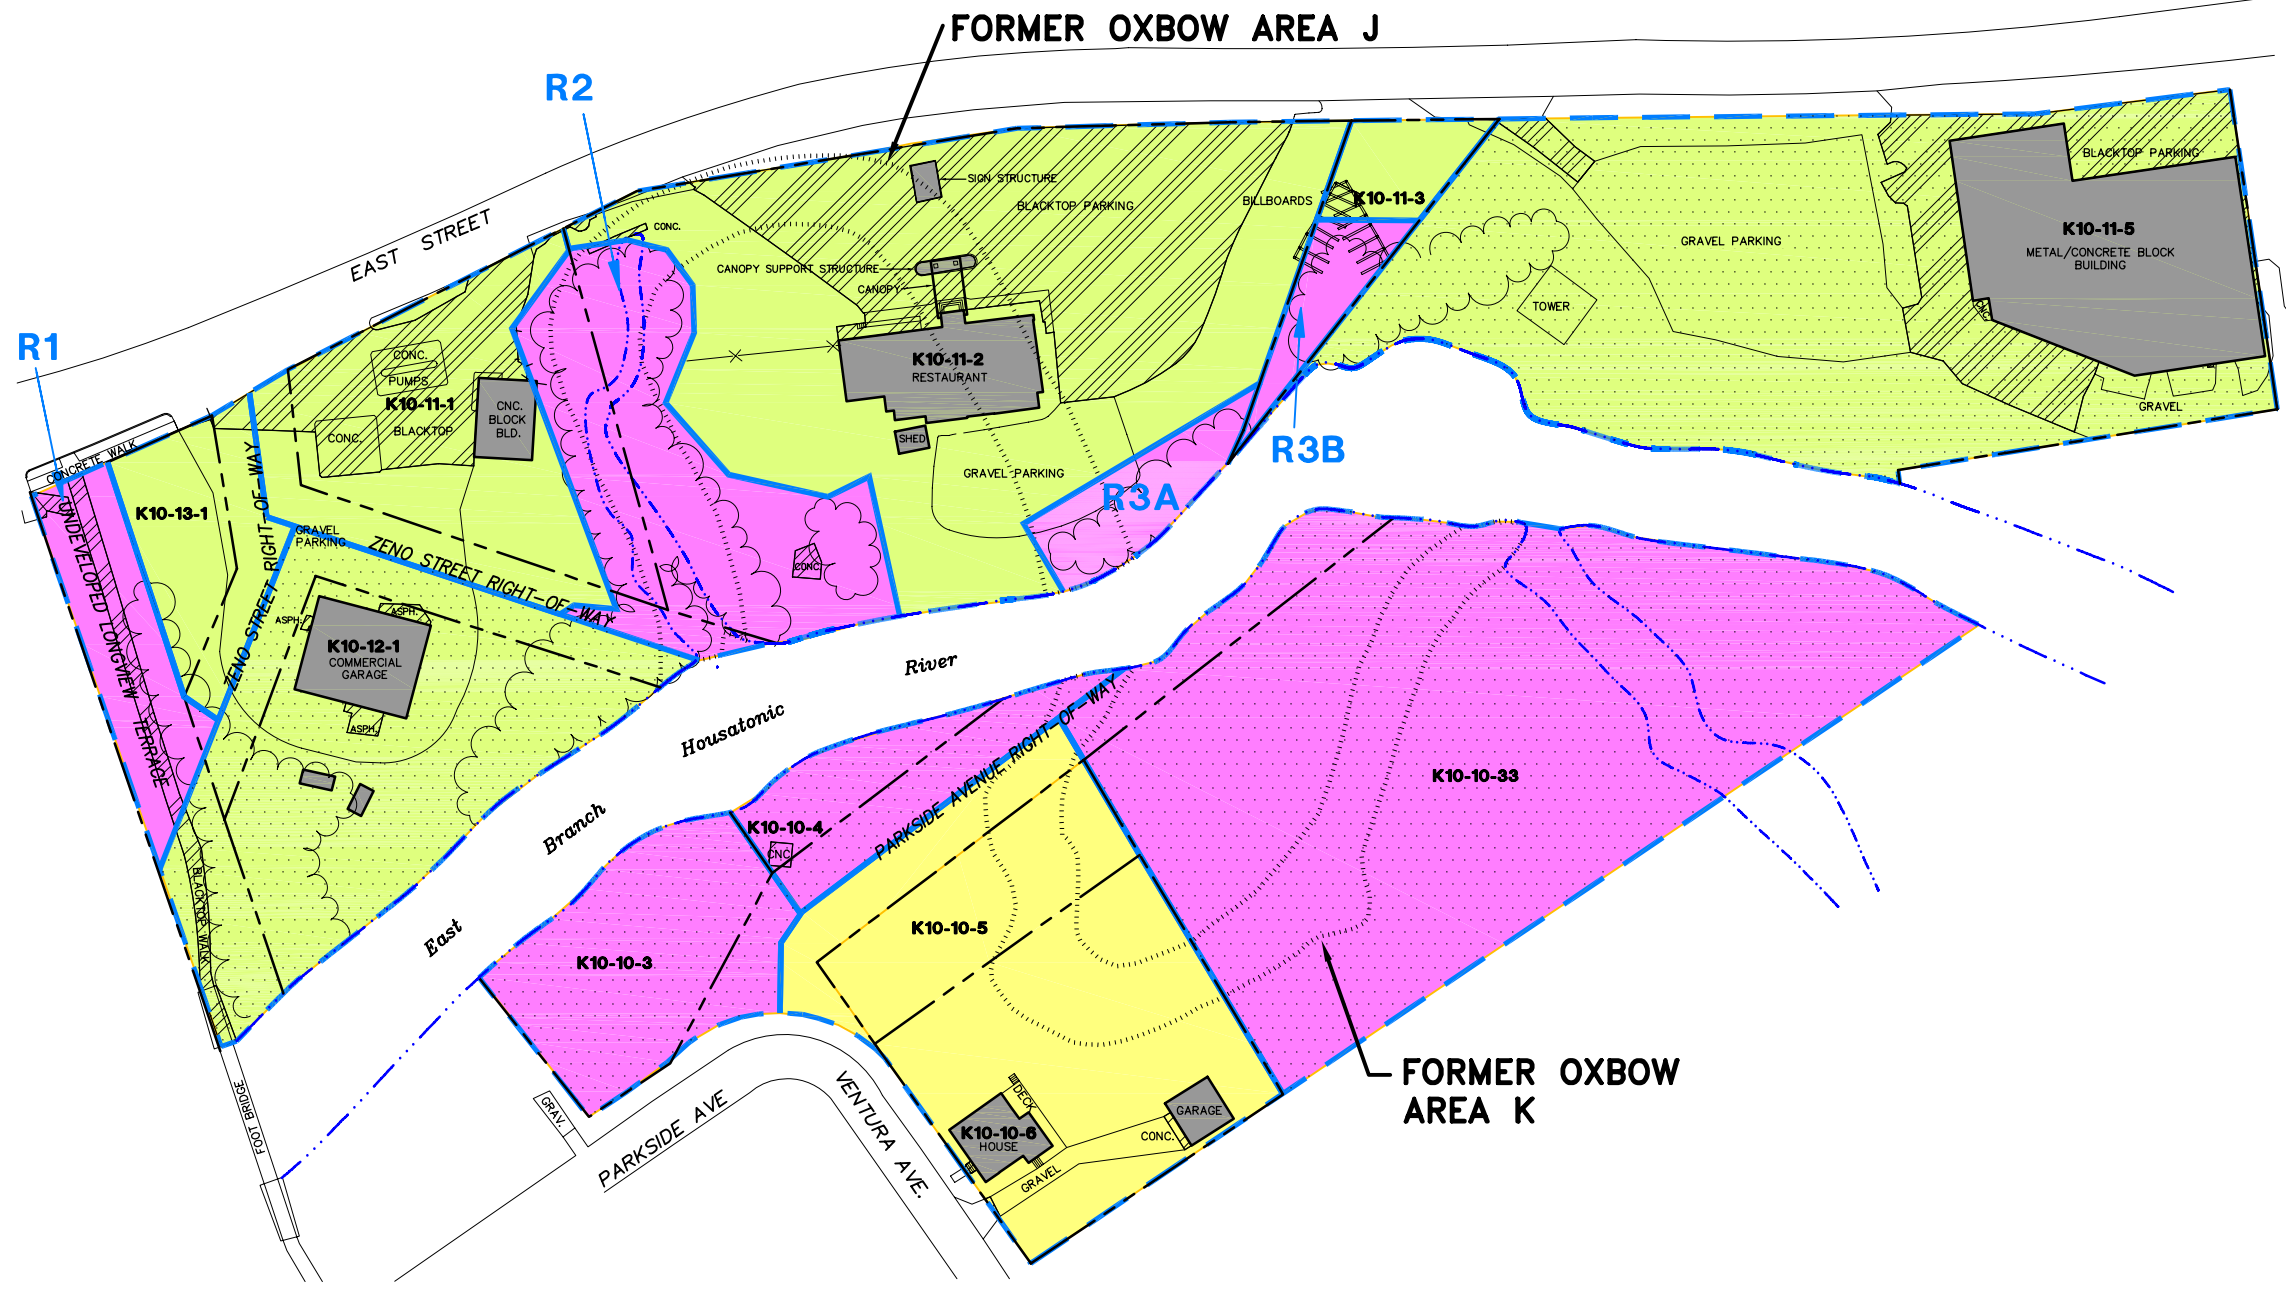 FORMER OXBOW AREA J
R2
EAST STREET
SIGN STRUCTURE
BLACKTOP PARKING
BILLBOARDS
K10-11-3
BLACKTOP PARKING
K10-11-5
METAL/CONCRETE BLOCK
BUILDING
GRAVEL PARKING
CONC.
CANOPY SUPPORT STRUCTURE
CANOPY
TOWER
CNC.
R1
CONC.
PUMPS
K10-11-1
BLACKTOP
CNC.
BLOCK
BLD.
K10-11-2
RESTAURANT
SHED
GRAVEL
CONC.
CONCRETE WALK
GRAVEL PARKING
R3B
R3A
K10-13-1
UNDEVELOPED LONGVIEW TERRACE
ZENO STREET RIGHT-OF-WAY
GRAVEL
PARKING
ZENO STREET RIGHT-OF-WAY
CONC.
ASPH.
ASPH.
K10-12-1
COMMERCIAL
GARAGE
ASPH.
BLACKTOP WALK
East Branch Housatonic River
PARKSIDE AVENUE RIGHT-OF-WAY
K10-10-4
CNC
K10-10-33
K10-10-5
K10-10-3
FORMER OXBOW
AREA K
FOOT BRIDGE
GRAV.
PARKSIDE AVE
VENTURA AVE.
DECK
K10-10-6
HOUSE
GARAGE
CONC.
GRAVEL